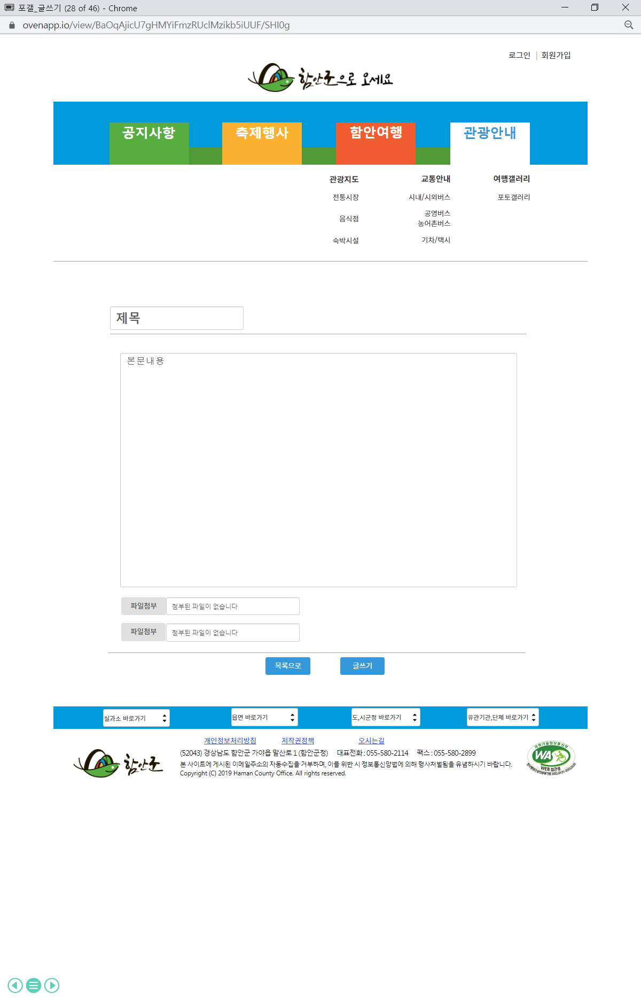 포갤_글쓰기 (28 of 46) - Chrome
ovenapp.io/view/BaOqAjicU7gHMYiFmzRUclMzikb5iUUF/SHI0g
로그인 | 회원가입
함안군으로 오세요
공지사항 축제행사 함안여행 관광안내
관광지도 교통안내 여행갤러리
전통시장 시내/시외버스 포토갤러리
공영버스
음식점
농어촌버스
숙박시설 기차/택시
제목
본문내용
파일첨부 첨부된 파일이 없습니다
파일첨부 첨부된 파일이 없습니다
목록으로 글쓰기
실과소 바로가기 읍면 바로가기 도,시군청 바로가기 유관기관,단체 바로가기
개인정보처리방침 저작권정책 오시는길
함안군
(52043) 경상남도 함안군 가야읍 말산로 1 (함안군청) 대표전화 : 055-580-2114 팩스 : 055-580-2899
본 사이트에 게시된 이메일주소의 자동수집을 거부하며, 이를 위반 시 정보통신망법에 의해 형사처벌됨을 유념하시기 바랍니다.
Copyright (C) 2019 Haman County Office. All rights reserved.
과학기술정보통신부
WA
WEB 접근성